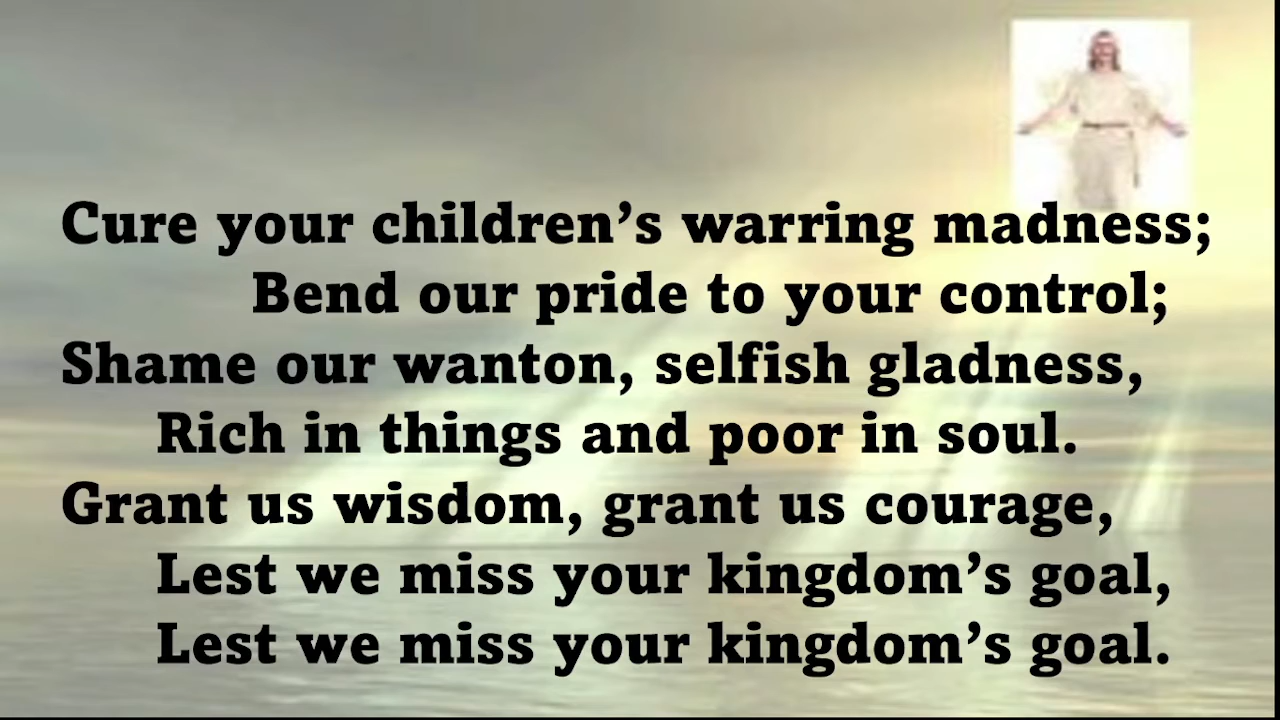 Cure your children’s warring madness;
Bend our pride to your control;
Shame our wanton, selfish gladness,
Rich in things and poor in soul.
Grant us wisdom, grant us courage,
Lest we miss your kingdom’s goal,
Lest we miss your kingdom’s goal.